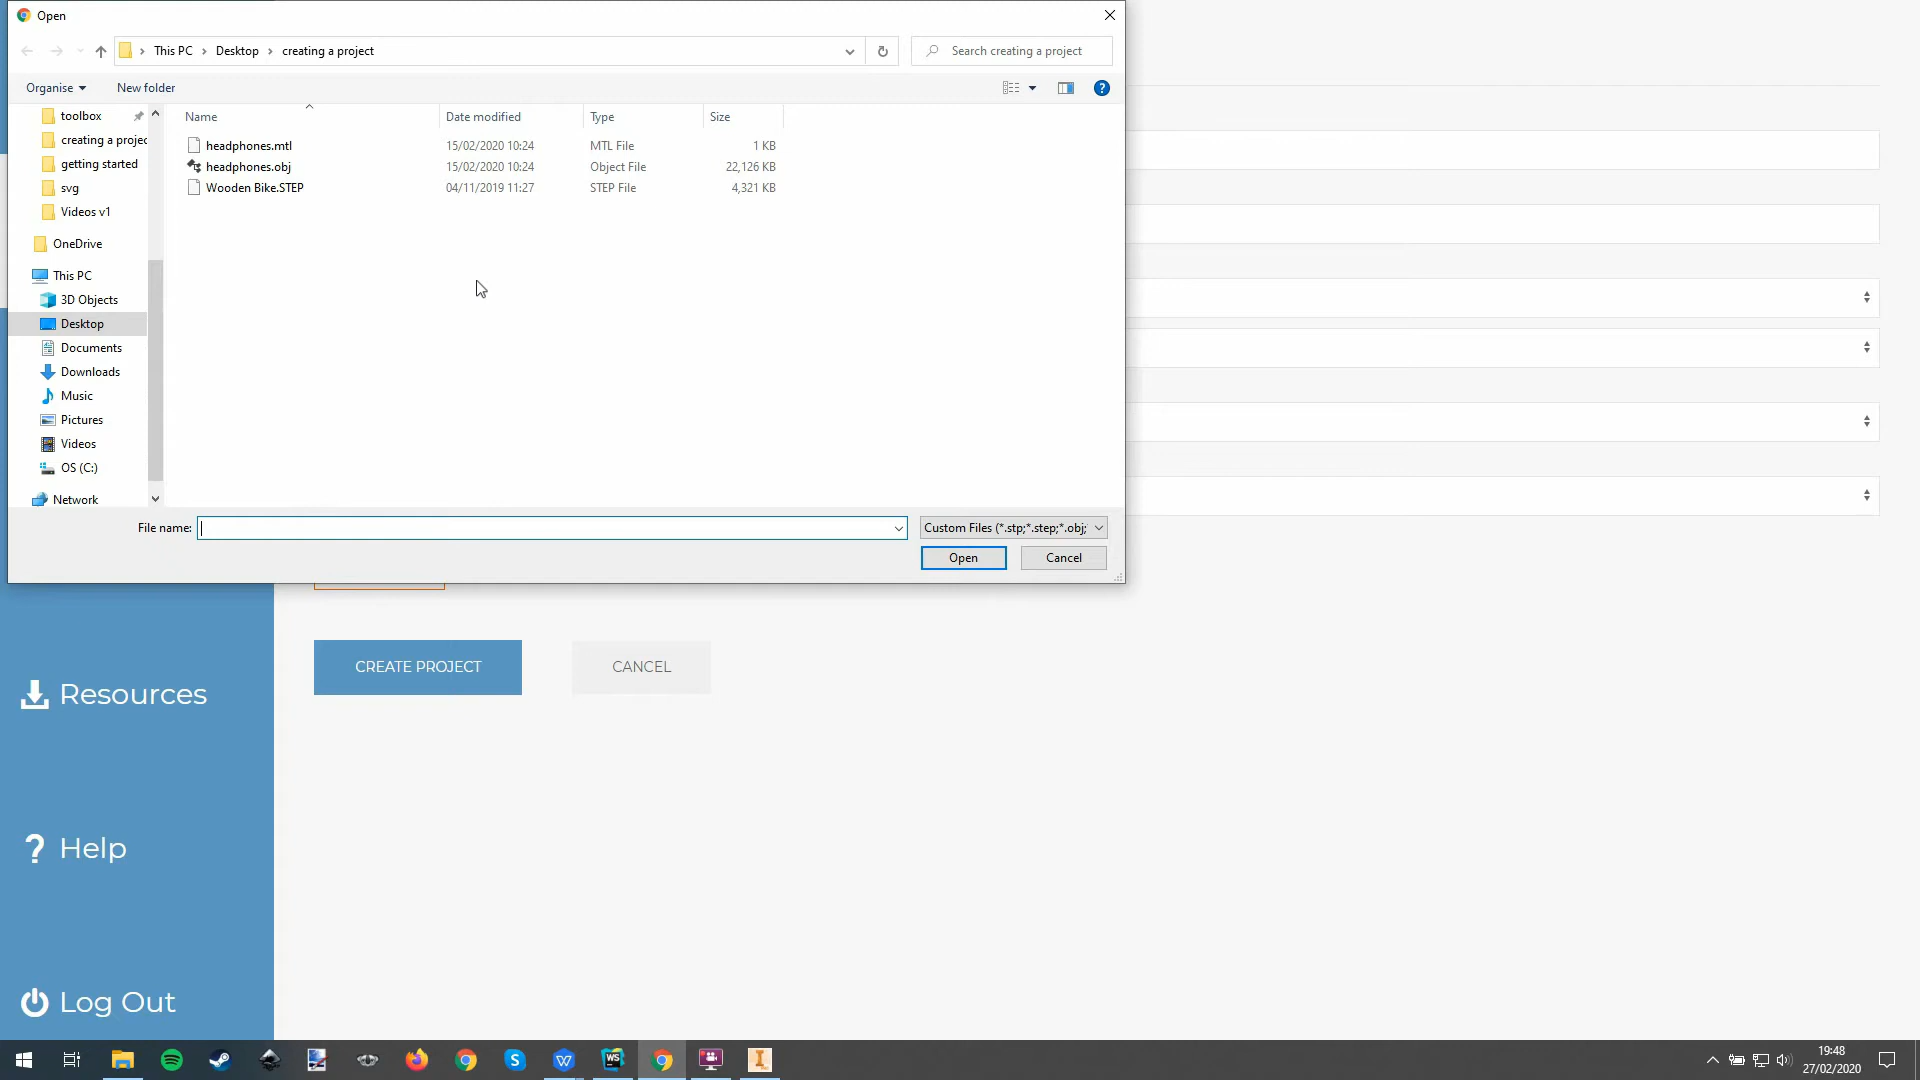 Open
This PC > Desktop > creating a project
Search creating a project
Organise
New folder
Name
Date modified
Type
Size
headphones.mtl 15/02/2020 10:24 MTL File 1 KB
headphones.obj 15/02/2020 10:24 Object File 22,126 KB
Wooden Bike.STEP 04/11/2019 11:27 STEP File 4,321 KB
toolbox
creating a projec
getting started
svg
Videos v1
OneDrive
This PC
3D Objects
Desktop
Documents
Downloads
Music
Pictures
Videos
OS (C:)
Network
File name:
Custom Files (*.stp;*.step;*.obj;
Open
Cancel
CREATE PROJECT
CANCEL
Resources
? Help
Log Out
WS
19:48
27/02/2020